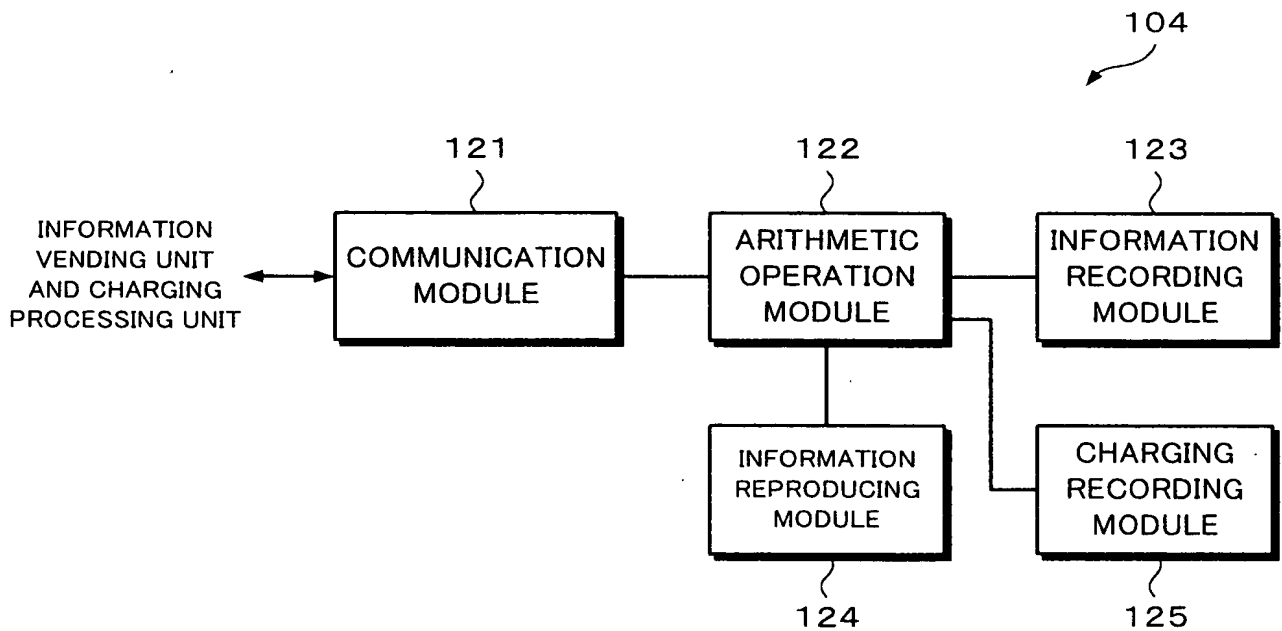 104
121
122
123
INFORMATION
VENDING UNIT
AND CHARGING
PROCESSING UNIT
COMMUNICATION
MODULE
ARITHMETIC
OPERATION
MODULE
INFORMATION
RECORDING
MODULE
INFORMATION
REPRODUCING
MODULE
CHARGING
RECORDING
MODULE
124
125